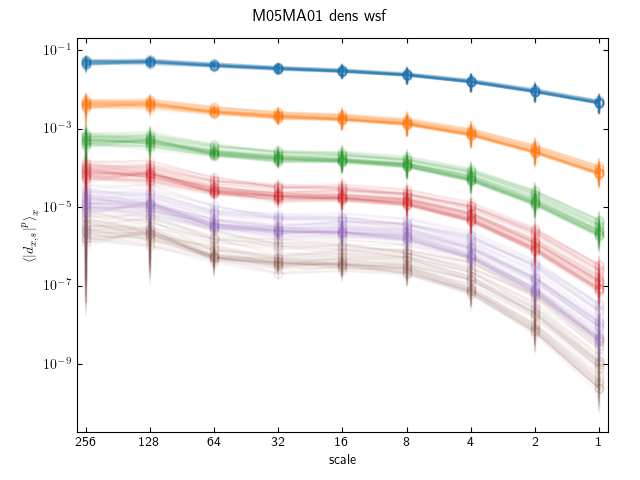 M05MA01 dens wsf
10^{-1}
10^{-3}
10^{-5}
10^{-7}
10^{-9}
⟨|d_{x,s}|^p⟩_x
256 128 64 32 16 8 4 2 1
scale